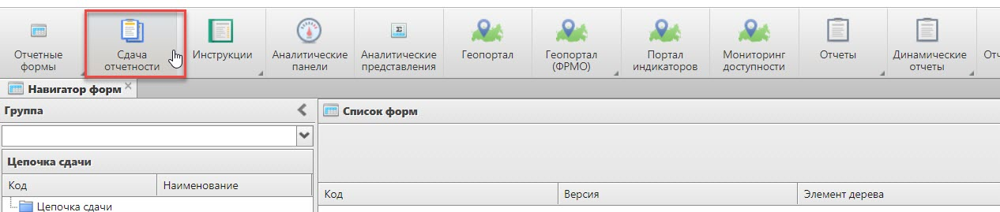 Отчетные
формы
Сдача
отчетности
Инструкции
Аналитические
панели
Аналитические
представления
Геопортал
Геопортал
(ФРМО)
Портал
индикаторов
Мониторинг
доступности
Отчеты
Динамические
отчеты
Навигатор форм
Группа
Список форм
Цепочка сдачи
Код Наименование
Код Версия Элемент дерева
Цепочка сдачи